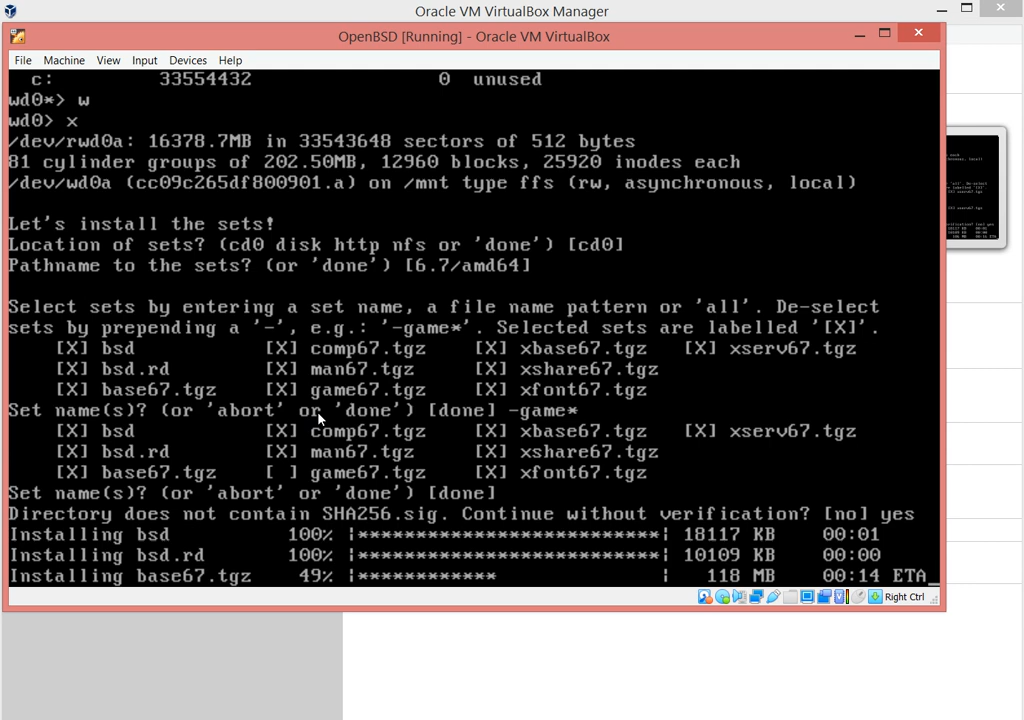 Oracle VM VirtualBox Manager
OpenBSD [Running] - Oracle VM VirtualBox
File Machine View Input Devices Help
c: 33554432 0 unused
wd0*> w
wd0> x
/dev/rwd0a: 16378.7MB in 33543648 sectors of 512 bytes
81 cylinder groups of 202.50MB, 12960 blocks, 25920 inodes each
/dev/wd0a (cc09c265df800901.a) on /mnt type ffs (rw, asynchronous, local)
Let's install the sets!
Location of sets? (cd0 disk http nfs or 'done') [cd0]
Pathname to the sets? (or 'done') [6.7/amd64]
Select sets by entering a set name, a file name pattern or 'all'. De-select
sets by prepending a '-', e.g.: '-game*'. Selected sets are labelled '[X]'.
[X] bsd [X] comp67.tgz [X] xbase67.tgz [X] xserv67.tgz
[X] bsd.rd [X] man67.tgz [X] xshare67.tgz
[X] base67.tgz [X] game67.tgz [X] xfont67.tgz
Set name(s)? (or 'abort' or 'done') [done] -game*
[X] bsd [X] comp67.tgz [X] xbase67.tgz [X] xserv67.tgz
[X] bsd.rd [X] man67.tgz [X] xshare67.tgz
[X] base67.tgz [ ] game67.tgz [X] xfont67.tgz
Set name(s)? (or 'abort' or 'done') [done]
Directory does not contain SHA256.sig. Continue without verification? [no] yes
Installing bsd 100% |**************************| 18117 KB 00:01
Installing bsd.rd 100% |**************************| 10109 KB 00:00
Installing base67.tgz 49% |************ | 118 MB 00:14 ETA_
Right Ctrl